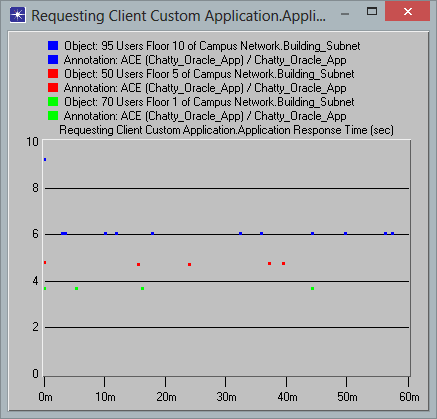 Requesting Client Custom Application.Appli...
Object: 95 Users Floor 10 of Campus Network.Building_Subnet
Annotation: ACE (Chatty_Oracle_App) / Chatty_Oracle_App
Object: 50 Users Floor 5 of Campus Network.Building_Subnet
Annotation: ACE (Chatty_Oracle_App) / Chatty_Oracle_App
Object: 70 Users Floor 1 of Campus Network.Building_Subnet
Annotation: ACE (Chatty_Oracle_App) / Chatty_Oracle_App
Requesting Client Custom Application.Application Response Time (sec)
10
8
6
4
2
0
0m 10m 20m 30m 40m 50m 60m